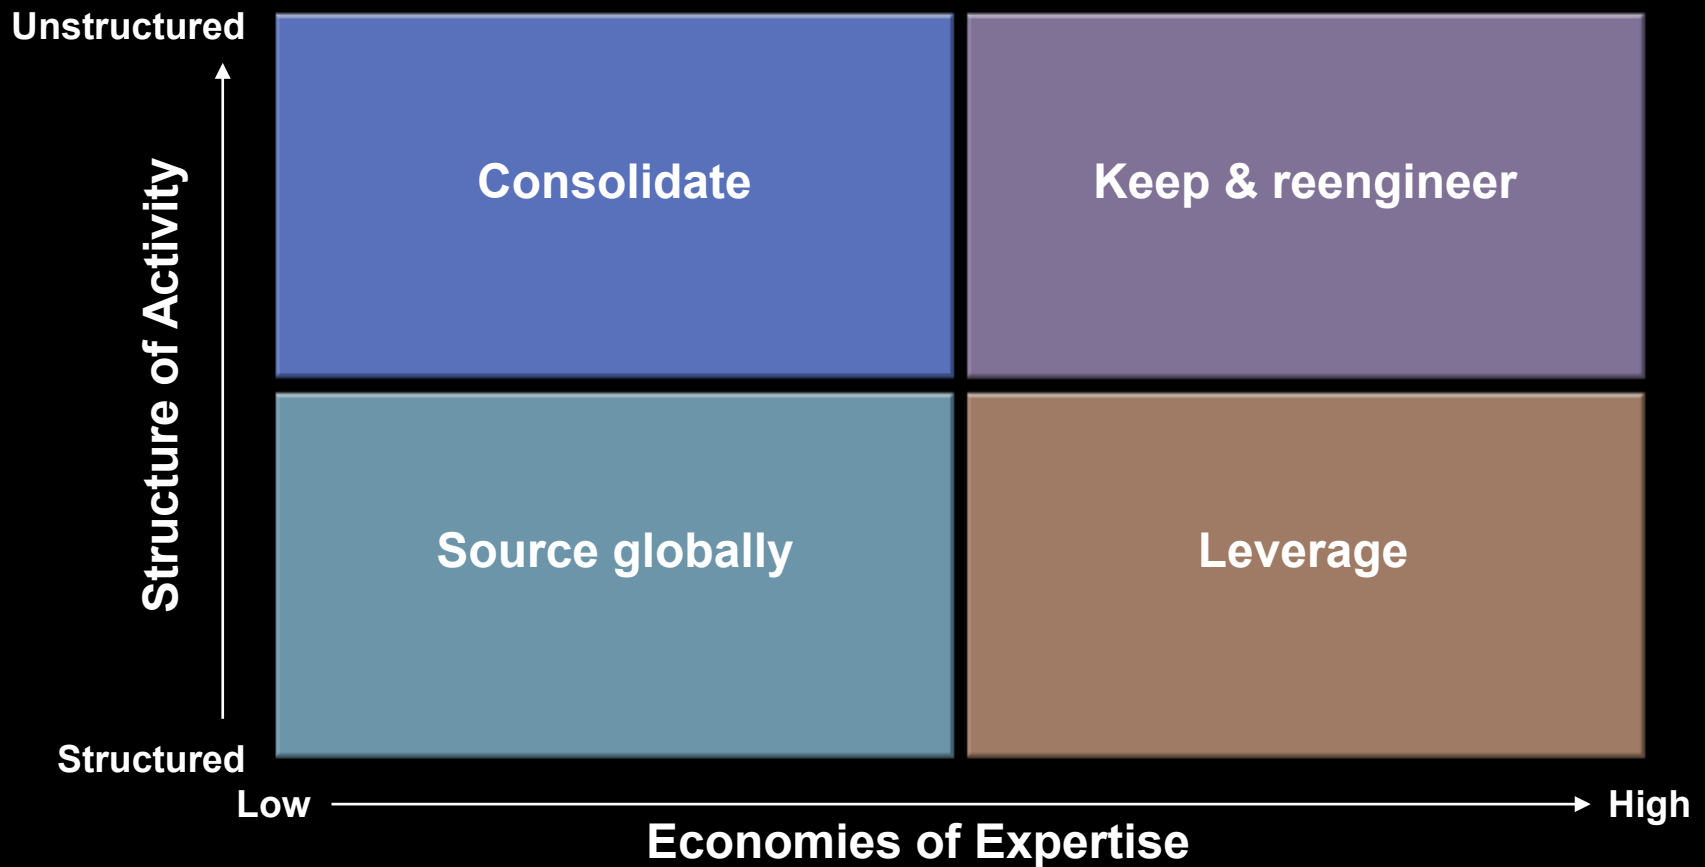 Unstructured
Structure of Activity
Consolidate
Keep & reengineer
Source globally
Leverage
Structured
Low
High
Economies of Expertise